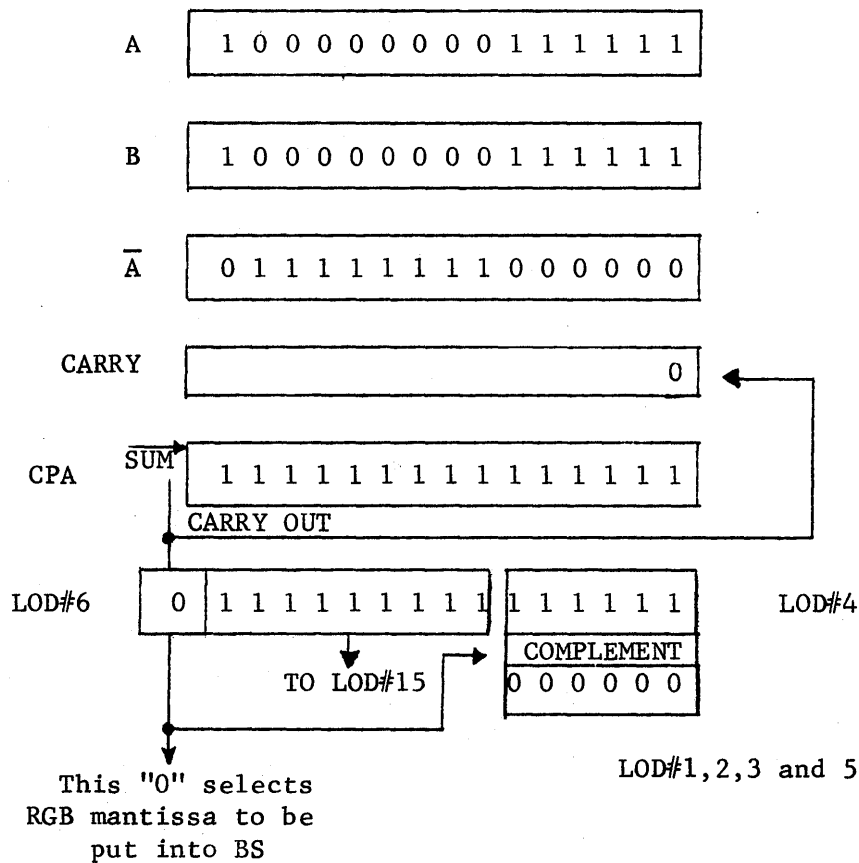 A 1 0 0 0 0 0 0 0 0 1 1 1 1 1 1
B 1 0 0 0 0 0 0 0 0 1 1 1 1 1 1
A̅ 0 1 1 1 1 1 1 1 1 0 0 0 0 0 0
CARRY 0
CPA SUM 1 1 1 1 1 1 1 1 1 1 1 1 1 1 1
CARRY OUT
LOD#6 0 1 1 1 1 1 1 1 1 1 1 1 1 1 1 1 LOD#4
COMPLEMENT
TO LOD#15 0 0 0 0 0 0
LOD#1,2,3 and 5
This "0" selects
RGB mantissa to be
put into BS